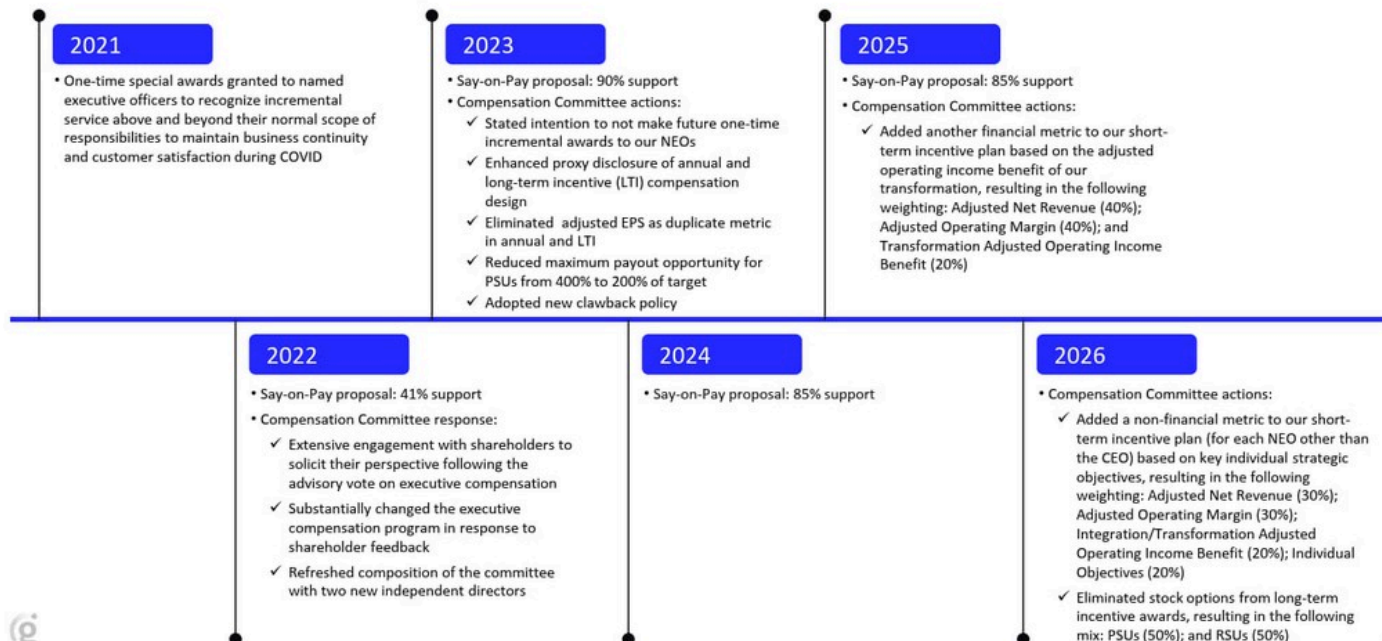 2021
• One-time special awards granted to named
executive officers to recognize incremental
service above and beyond their normal scope of
responsibilities to maintain business continuity
and customer satisfaction during COVID
2023
• Say-on-Pay proposal: 90% support
• Compensation Committee actions:
✓ Stated intention to not make future one-time
incremental awards to our NEOs
✓ Enhanced proxy disclosure of annual and
long-term incentive (LTI) compensation
design
✓ Eliminated adjusted EPS as duplicate metric
in annual and LTI
✓ Reduced maximum payout opportunity for
PSUs from 400% to 200% of target
✓ Adopted new clawback policy
2025
• Say-on-Pay proposal: 85% support
• Compensation Committee actions:
✓ Added another financial metric to our short-
term incentive plan based on the adjusted
operating income benefit of our
transformation, resulting in the following
weighting: Adjusted Net Revenue (40%);
Adjusted Operating Margin (40%); and
Transformation Adjusted Operating Income
Benefit (20%)
2022
• Say-on-Pay proposal: 41% support
• Compensation Committee response:
✓ Extensive engagement with shareholders to
solicit their perspective following the
advisory vote on executive compensation
✓ Substantially changed the executive
compensation program in response to
shareholder feedback
✓ Refreshed composition of the committee
with two new independent directors
2024
• Say-on-Pay proposal: 85% support
2026
• Compensation Committee actions:
✓ Added a non-financial metric to our short-
term incentive plan (for each NEO other than
the CEO) based on key individual strategic
objectives, resulting in the following
weighting: Adjusted Net Revenue (30%);
Adjusted Operating Margin (30%);
Integration/Transformation Adjusted
Operating Income Benefit (20%); Individual
Objectives (20%)
✓ Eliminated stock options from long-term
incentive awards, resulting in the following
mix: PSUs (50%); and RSUs (50%)